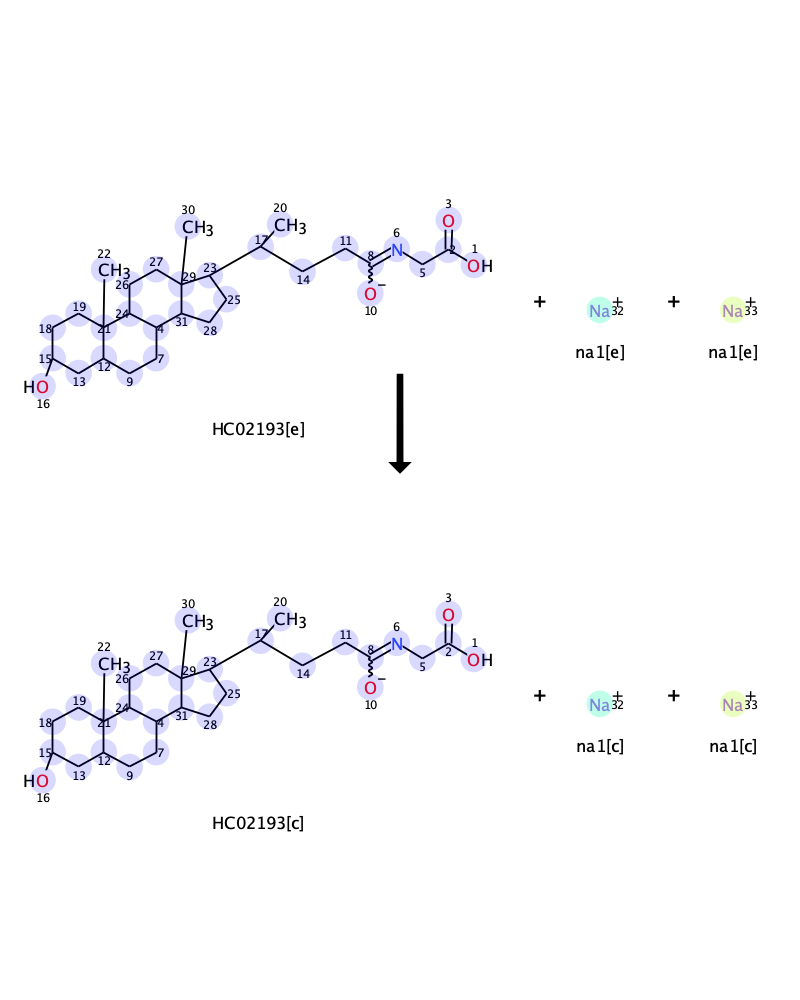 30 CH3
20 CH3
3 O
22 CH3
27 26 29 23 17 14 11 8 6 N 5 2 1 OH
O− 10
19 18 21 24 4 31 28 25
15 12 7 13 9
HO 16
+ Na+ 32 + Na+ 33
na1[e] na1[e]
HC02193[e]
30 CH3
20 CH3
3 O
22 CH3
27 26 29 23 17 14 11 8 6 N 5 2 1 OH
O− 10
19 18 21 24 4 31 28 25
15 12 7 13 9
HO 16
+ Na+ 32 + Na+ 33
na1[c] na1[c]
HC02193[c]